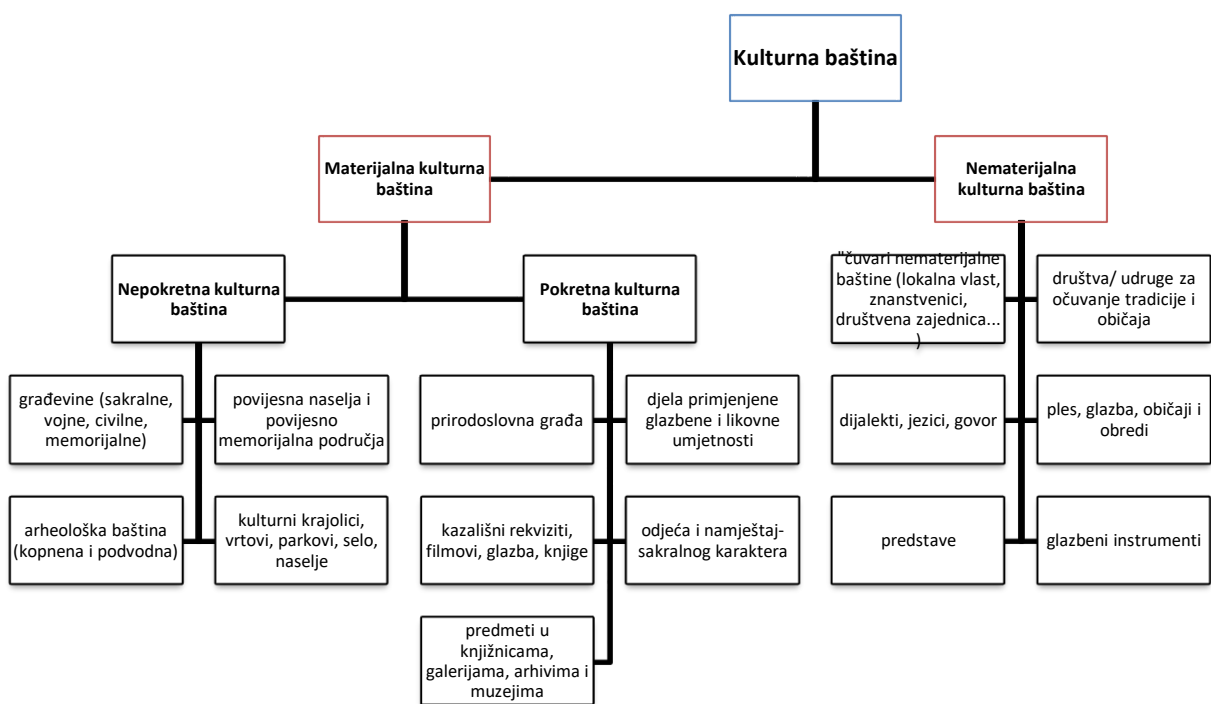 Kulturna baština
Materijalna kulturna
baština
Nematerijalna
kulturna baština
Nepokretna kulturna
baština
Pokretna kulturna
baština
"čuvari nematerijalne
baštine (lokalna vlast,
znanstvenici,
društvena zajednica...
)
društva/ udruge za
očuvanje tradicije i
običaja
građevine (sakralne,
vojne, civilne,
memorijalne)
povijesna naselja i
povijesno
memorijalna područja
prirodoslovna građa
djela primjenjene
glazbene i likovne
umjetnosti
dijalekti, jezici, govor
ples, glazba, običaji i
obredi
arheološka baština
(kopnena i podvodna)
kulturni krajolici,
vrtovi, parkovi, selo,
naselje
kazališni rekviziti,
filmovi, glazba, knjige
odjeća i namještaj-
sakralnog karaktera
predstave
glazbeni instrumenti
predmeti u
knjižnicama,
galerijama, arhivima i
muzejima